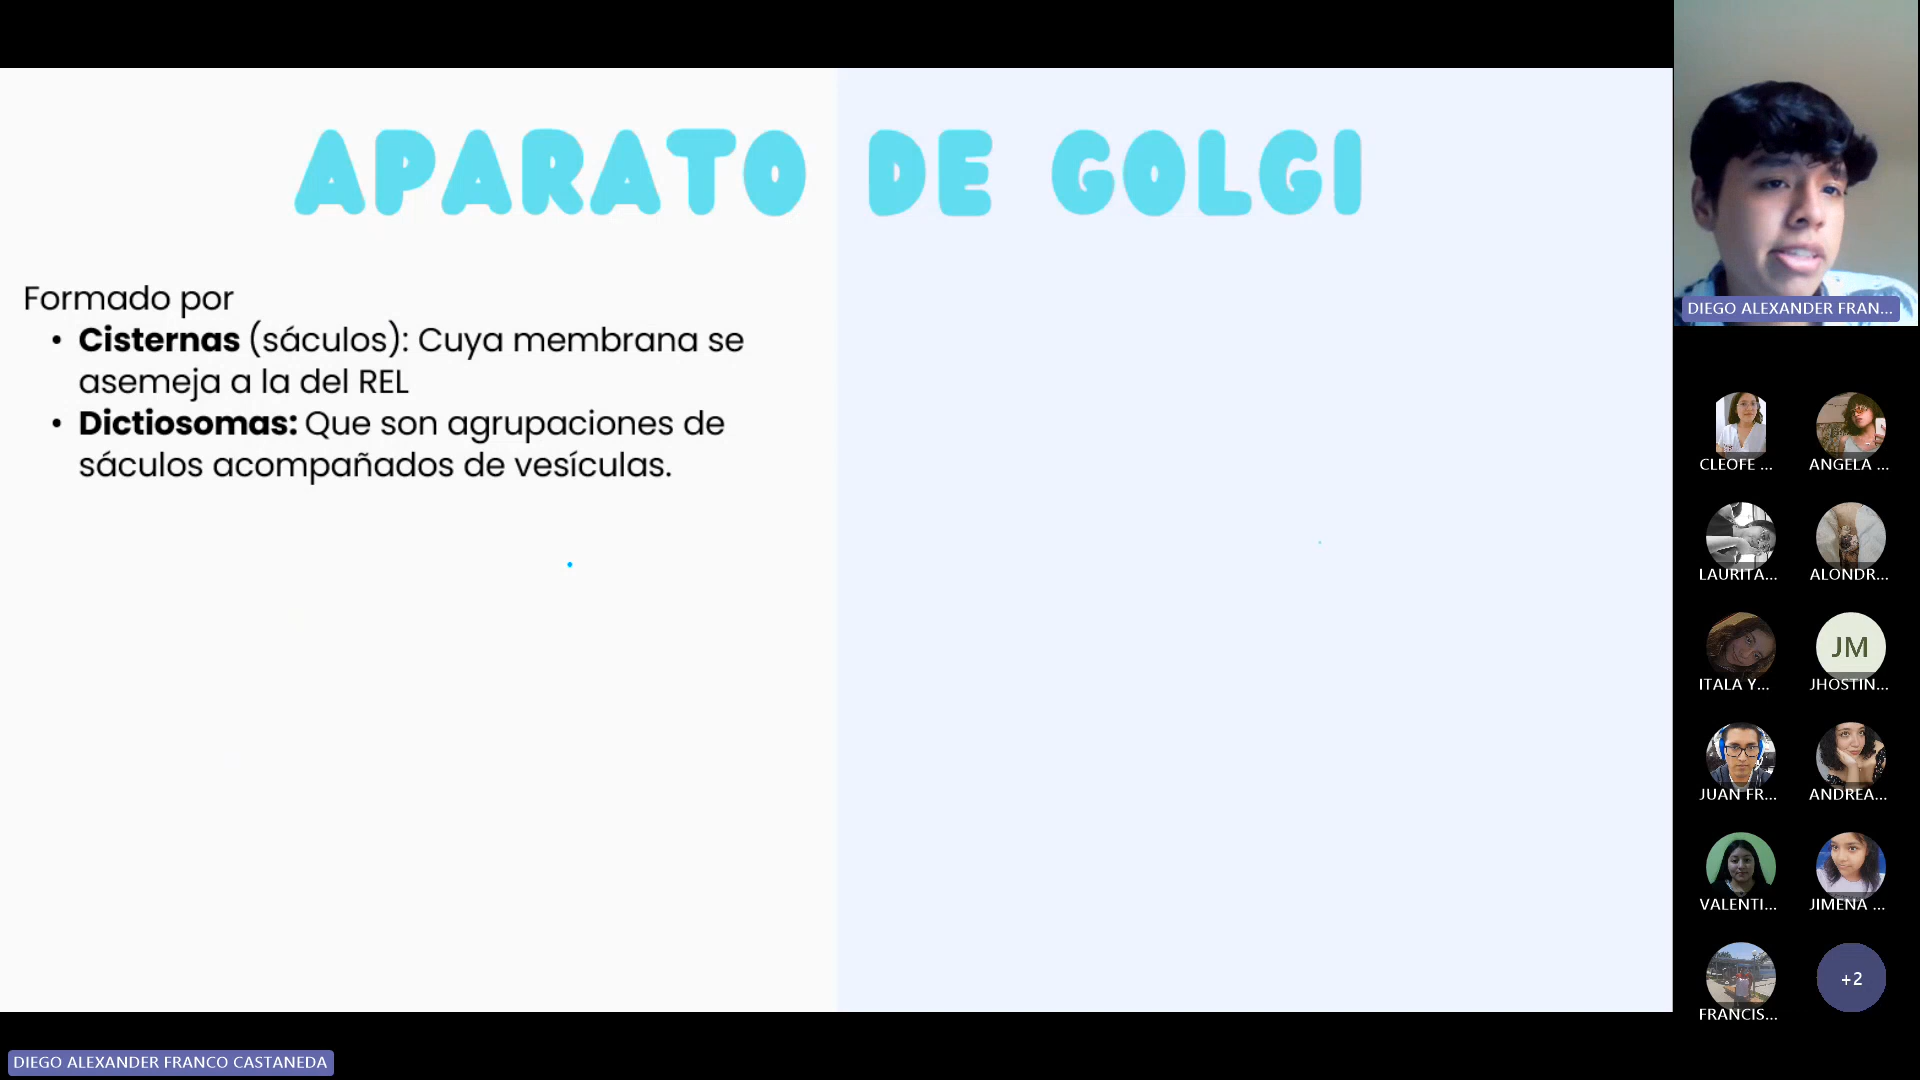 APARATO DE GOLGI
Formado por
• Cisternas (sáculos): Cuya membrana se
asemeja a la del REL
• Dictiosomas: Que son agrupaciones de
sáculos acompañados de vesículas.
DIEGO ALEXANDER FRAN...
CLEOFE ...
ANGELA ...
LAURITA...
ALONDR...
ITALA Y...
JM
JHOSTIN...
JUAN FR...
ANDREA...
VALENTI...
JIMENA ...
FRANCIS...
+2
DIEGO ALEXANDER FRANCO CASTANEDA